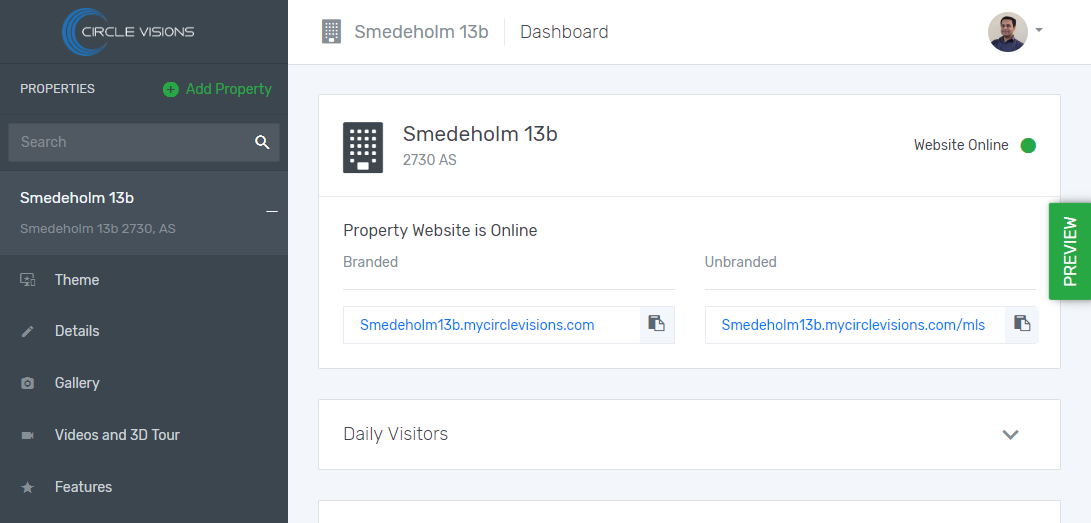 CIRCLE VISIONS
Smedeholm 13b
Dashboard
PROPERTIES
Add Property
Search
Smedeholm 13b
Smedeholm 13b 2730, AS
Theme
Details
Gallery
Videos and 3D Tour
Features
Smedeholm 13b
2730 AS
Website Online
Property Website is Online
Branded
Unbranded
Smedeholm13b.mycirclevisions.com
Smedeholm13b.mycirclevisions.com/mls
Daily Visitors
PREVIEW